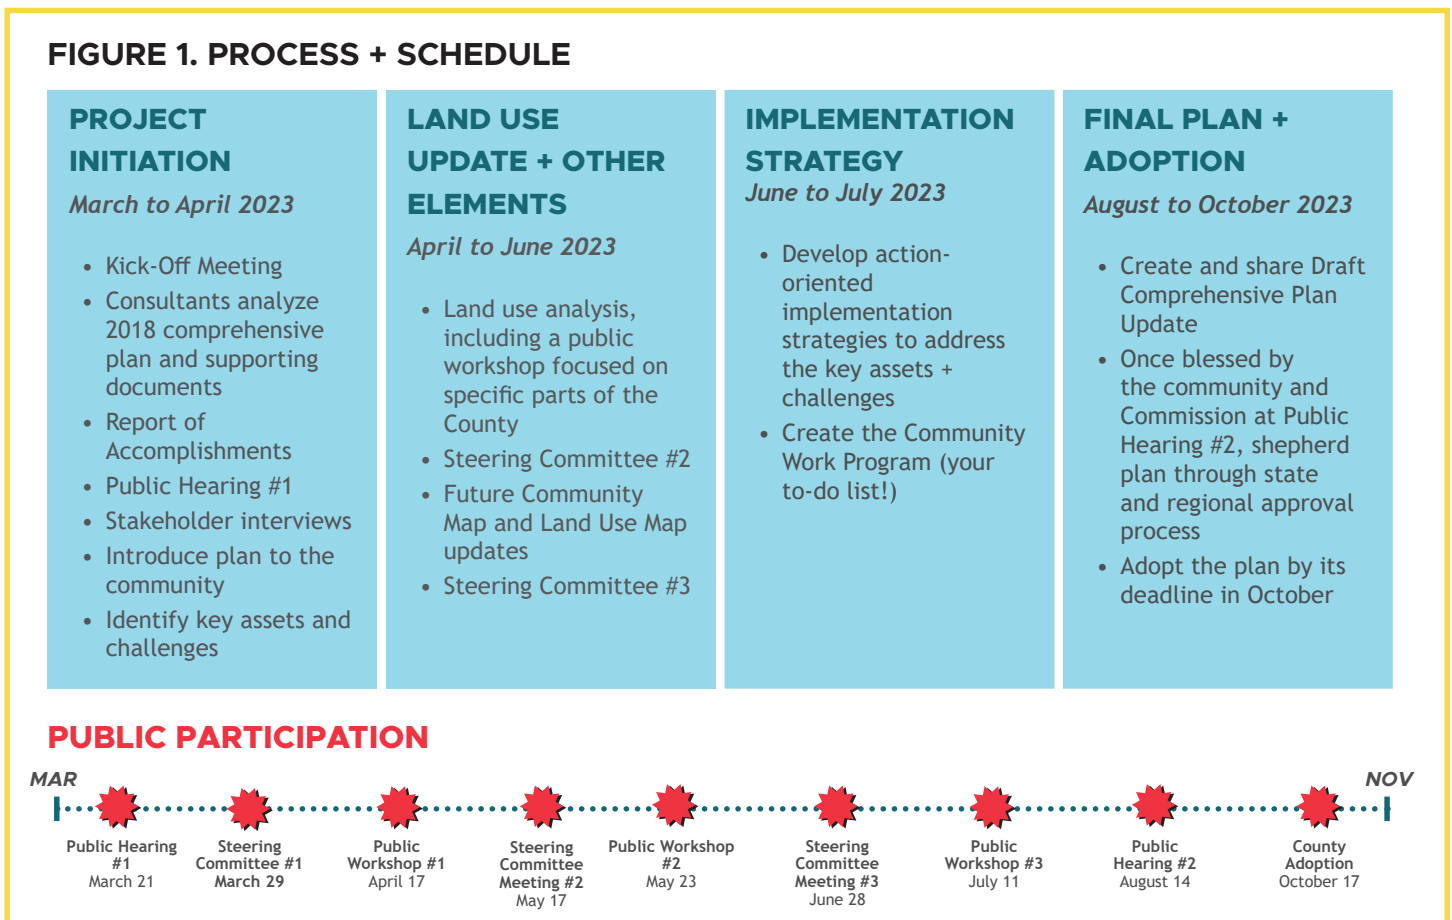 FIGURE 1. PROCESS + SCHEDULE
PROJECT
INITIATION
March to April 2023
• Kick-Off Meeting
• Consultants analyze
2018 comprehensive
plan and supporting
documents
• Report of
Accomplishments
• Public Hearing #1
• Stakeholder interviews
• Introduce plan to the
community
• Identify key assets and
challenges
LAND USE
UPDATE + OTHER
ELEMENTS
April to June 2023
• Land use analysis,
including a public
workshop focused on
specific parts of the
County
• Steering Committee #2
• Future Community
Map and Land Use Map
updates
• Steering Committee #3
IMPLEMENTATION
STRATEGY
June to July 2023
• Develop action-
oriented
implementation
strategies to address
the key assets +
challenges
• Create the Community
Work Program (your
to-do list!)
FINAL PLAN +
ADOPTION
August to October 2023
• Create and share Draft
Comprehensive Plan
Update
• Once blessed by
the community and
Commission at Public
Hearing #2, shepherd
plan through state
and regional approval
process
• Adopt the plan by its
deadline in October
PUBLIC PARTICIPATION
MAR
NOV
Public Hearing
#1
March 21
Steering
Committee #1
March 29
Public
Workshop #1
April 17
Steering
Committee
Meeting #2
May 17
Public Workshop
#2
May 23
Steering
Committee
Meeting #3
June 28
Public
Workshop #3
July 11
Public
Hearing #2
August 14
County
Adoption
October 17